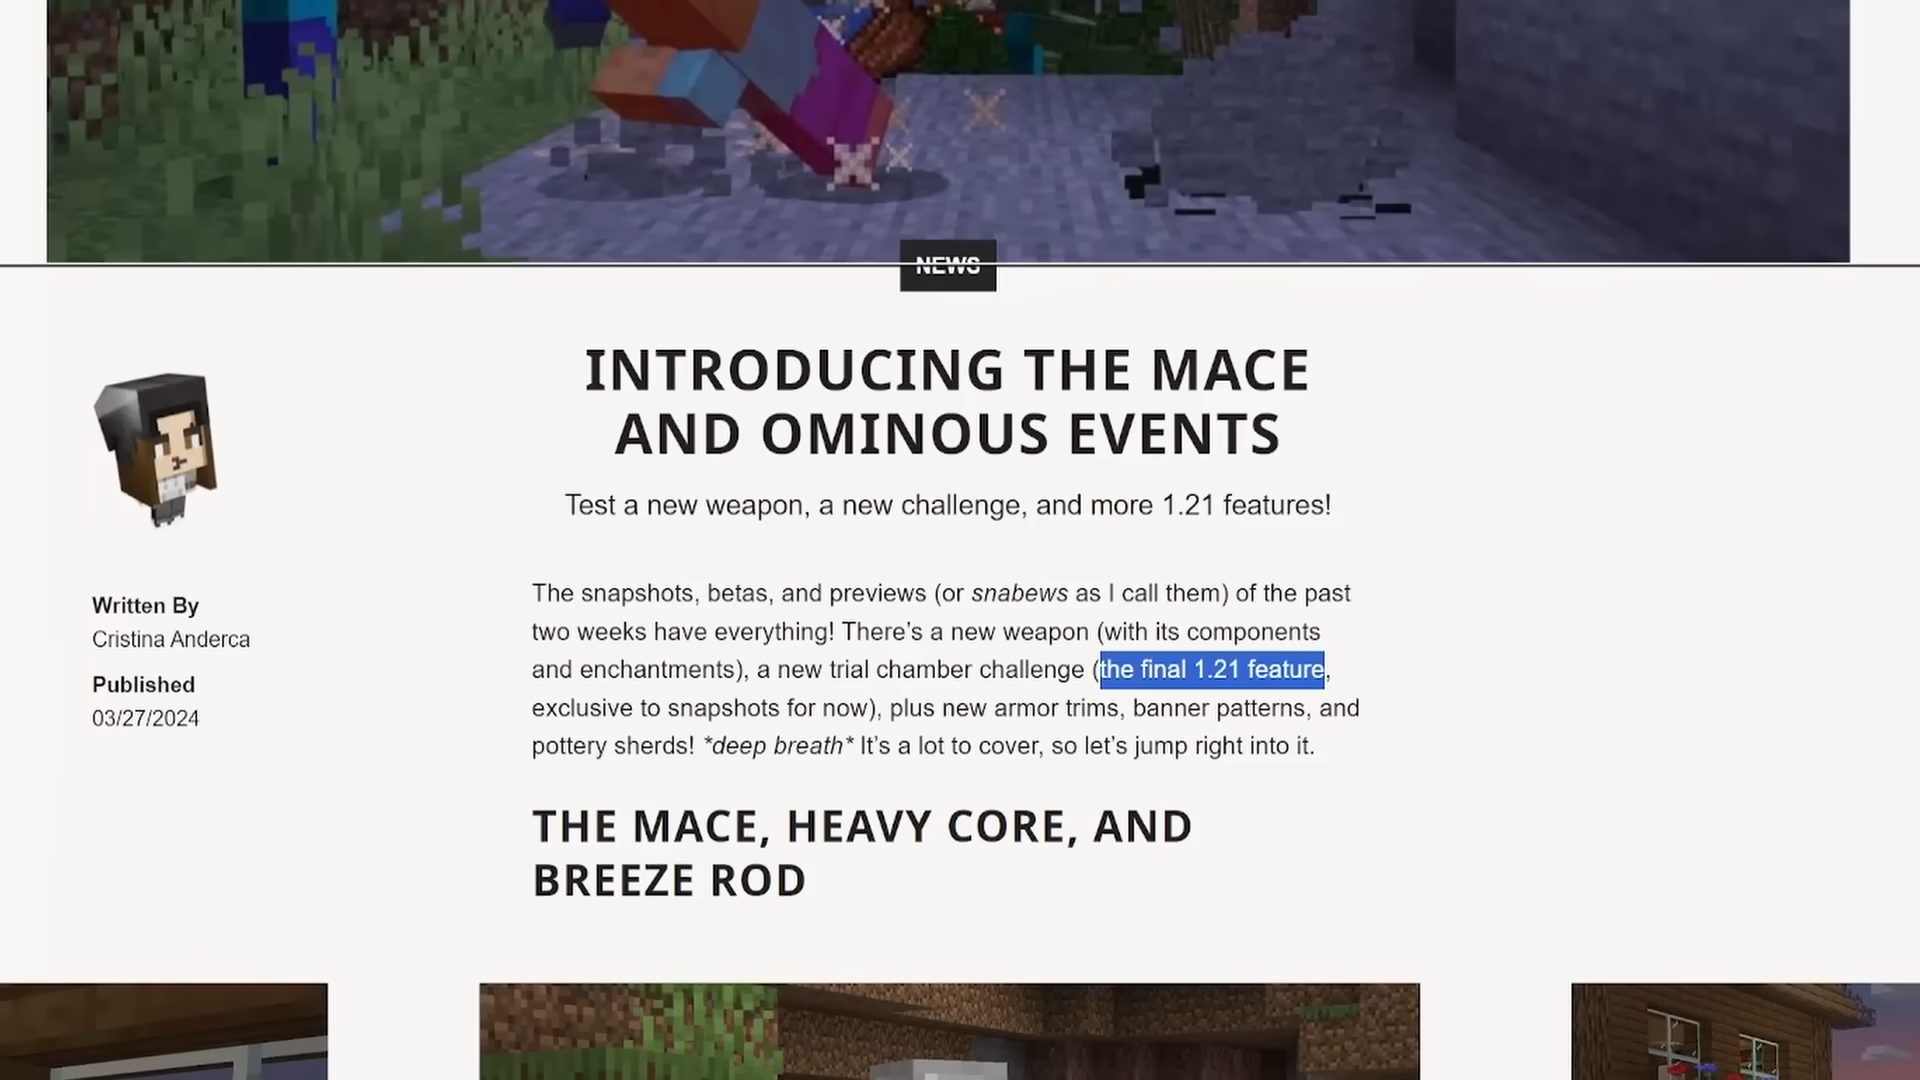 NEWS
INTRODUCING THE MACE
AND OMINOUS EVENTS
Test a new weapon, a new challenge, and more 1.21 features!
Written By
Cristina Anderca
Published
03/27/2024
The snapshots, betas, and previews (or snabews as I call them) of the past
two weeks have everything! There’s a new weapon (with its components
and enchantments), a new trial chamber challenge (the final 1.21 feature,
exclusive to snapshots for now), plus new armor trims, banner patterns, and
pottery sherds! *deep breath* It’s a lot to cover, so let’s jump right into it.
THE MACE, HEAVY CORE, AND
BREEZE ROD